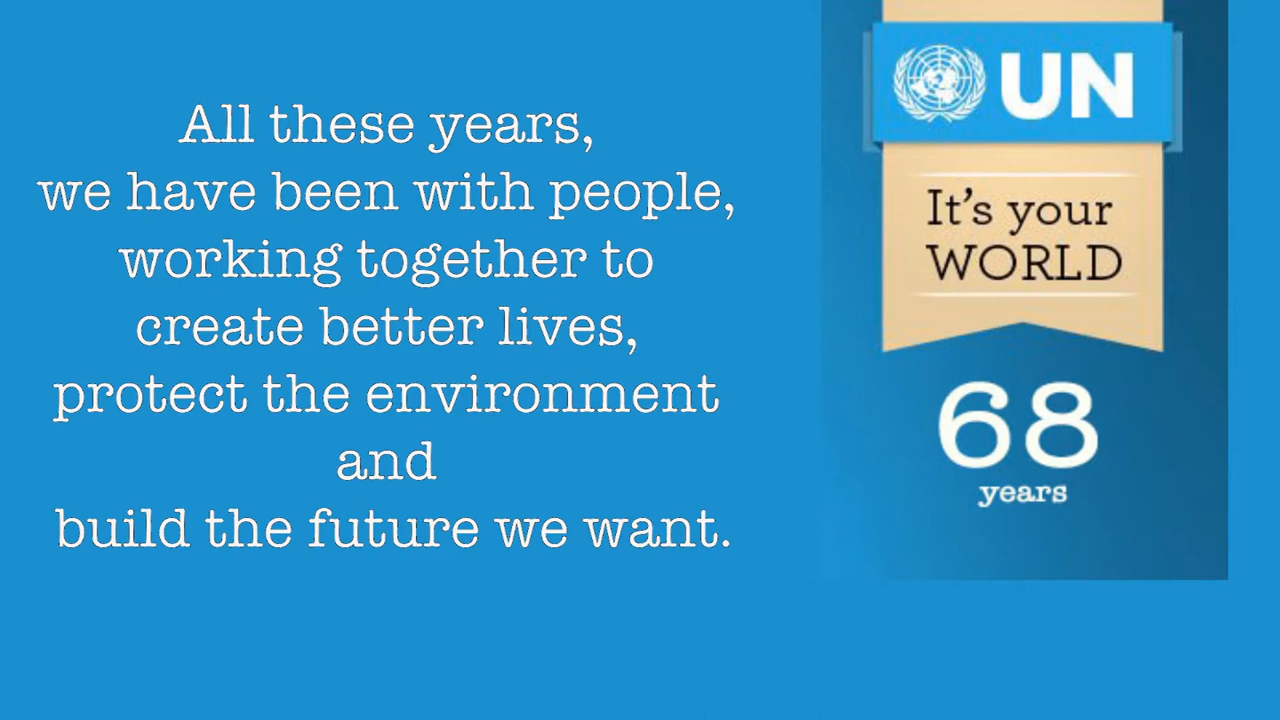 All these years,
we have been with people,
working together to
create better lives,
protect the environment
and
build the future we want.
UN
It's your
WORLD
68
years